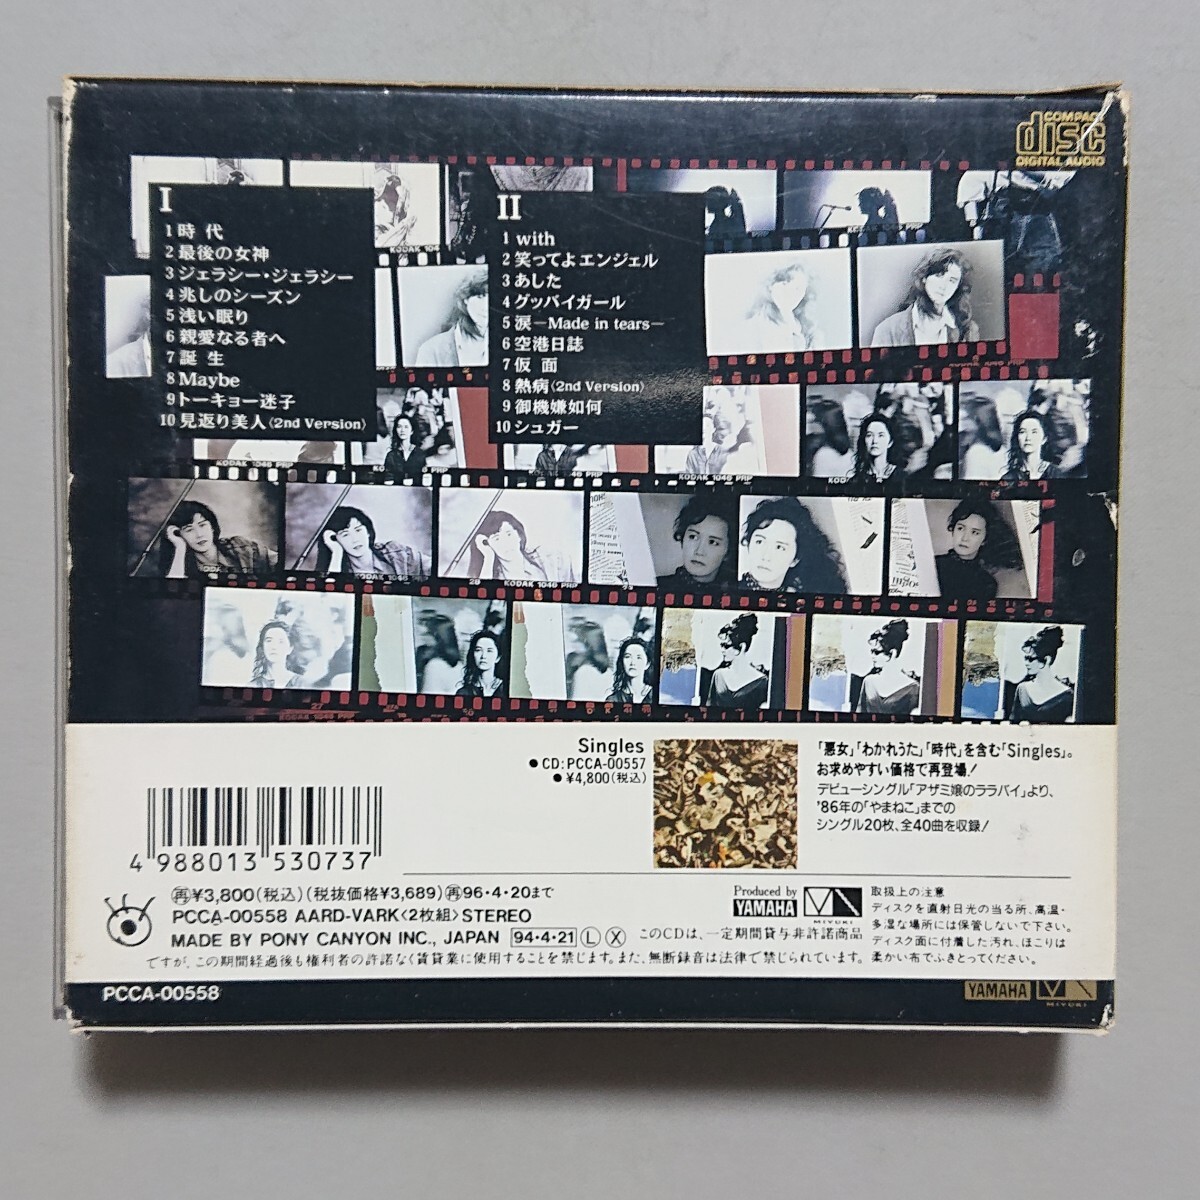 COMPACT
disc
DIGITAL AUDIO
I
1 時代
2 最後の女神
3 ジェラシー・ジェラシー
4 兆しのシーズン
5 浅い眠り
6 親愛なる者へ
7 誕生
8 Maybe
9 トーキョー迷子
10 見返り美人〈2nd Version〉
II
1 with
2 笑ってよエンジェル
3 あした
4 グッバイガール
5 涙－Made in tears－
6 空港日誌
7 仮面
8 熱病〈2nd Version〉
9 御機嫌如何
10 シュガー
KODAK 1046 PRP
Singles
●CD:PCCA-00557
●¥4,800(税込)
「悪女」「わかれうた」「時代」を含む「Singles」。
お求めやすい価格で再登場!
デビューシングル「アザミ嬢のララバイ」より、
'86年の「やまねこ」までの
シングル20枚、全40曲を収録!
4 988013 530737
再¥3,800(税込)(税抜価格¥3,689)再96・4・20まで
PCCA-00558 AARD-VARK〈2枚組〉STEREO
MADE BY PONY CANYON INC., JAPAN 94・4・21 L X このCDは、一定期間貸与非許諾商品
ですが、この期間経過後も権利者の許諾なく賃貸業に使用することを禁じます。また、無断録音は法律で禁じられています。
Produced by
YAMAHA
MIYUKI
取扱上の注意
ディスクを直射日光の当る所、高温・
多湿な場所には保管しないで下さい。
ディスク面に付着した汚れ、ほこりは
柔かい布でふきとってください。
PCCA-00558
YAMAHA
MIYUKI